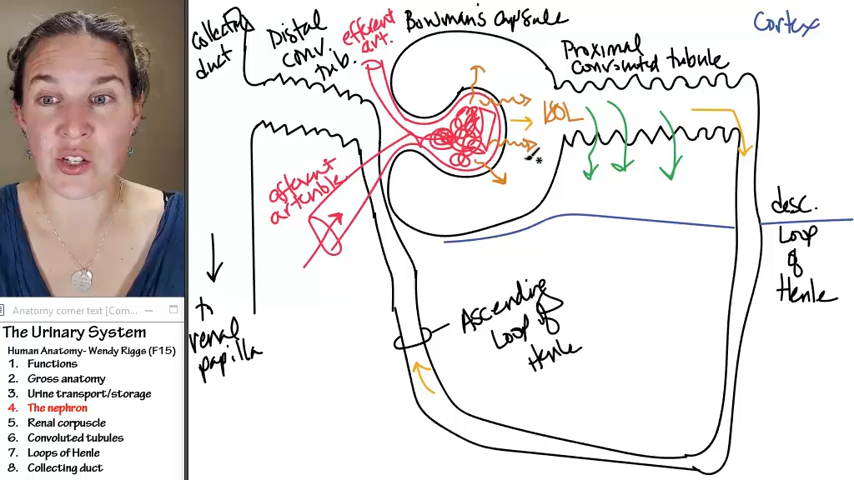 Collecting
duct
Distal
conv.
tub.
efferent
art.
Bowman's capsule
Proximal
convoluted tubule
Cortex
180L
afferent
arteriole
desc.
Loop
of
Henle
Ascending
Loop of
Henle
to
renal
papilla
Anatomy corner text [Com...
The Urinary System
Human Anatomy- Wendy Riggs (F15)
1. Functions
2. Gross anatomy
3. Urine transport/storage
4. The nephron
5. Renal corpuscle
6. Convoluted tubules
7. Loops of Henle
8. Collecting duct